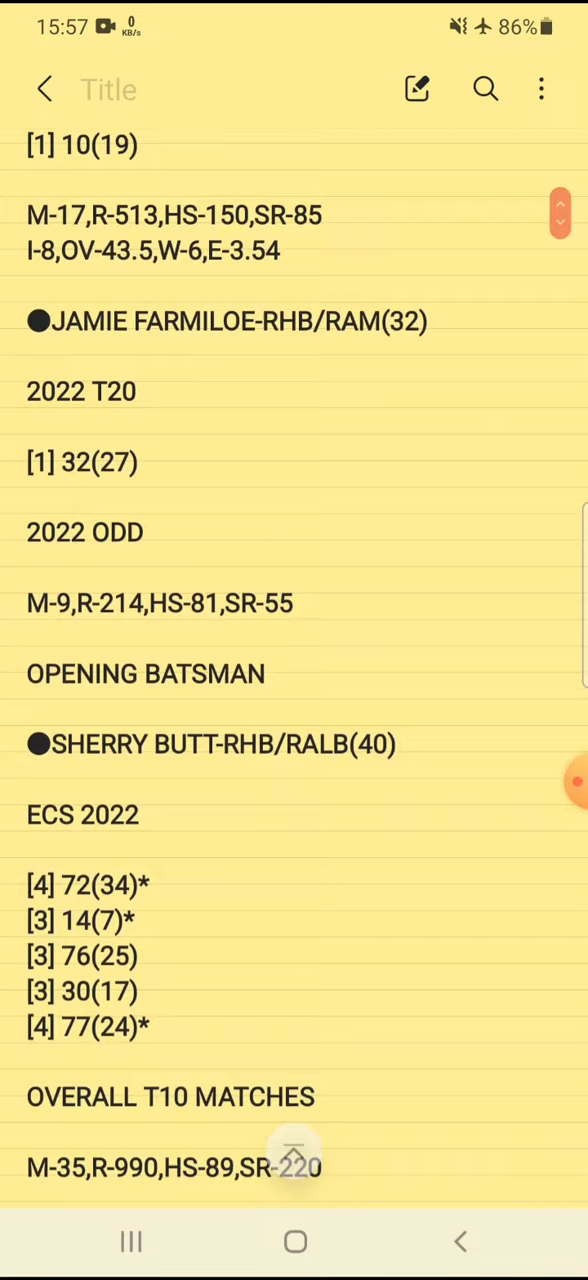 15:57 0 KB/s 86%
Title
[1] 10(19)
M-17,R-513,HS-150,SR-85
I-8,OV-43.5,W-6,E-3.54
●JAMIE FARMILOE-RHB/RAM(32)
2022 T20
[1] 32(27)
2022 ODD
M-9,R-214,HS-81,SR-55
OPENING BATSMAN
●SHERRY BUTT-RHB/RALB(40)
ECS 2022
[4] 72(34)*
[3] 14(7)*
[3] 76(25)
[3] 30(17)
[4] 77(24)*
OVERALL T10 MATCHES
M-35,R-990,HS-89,SR-220